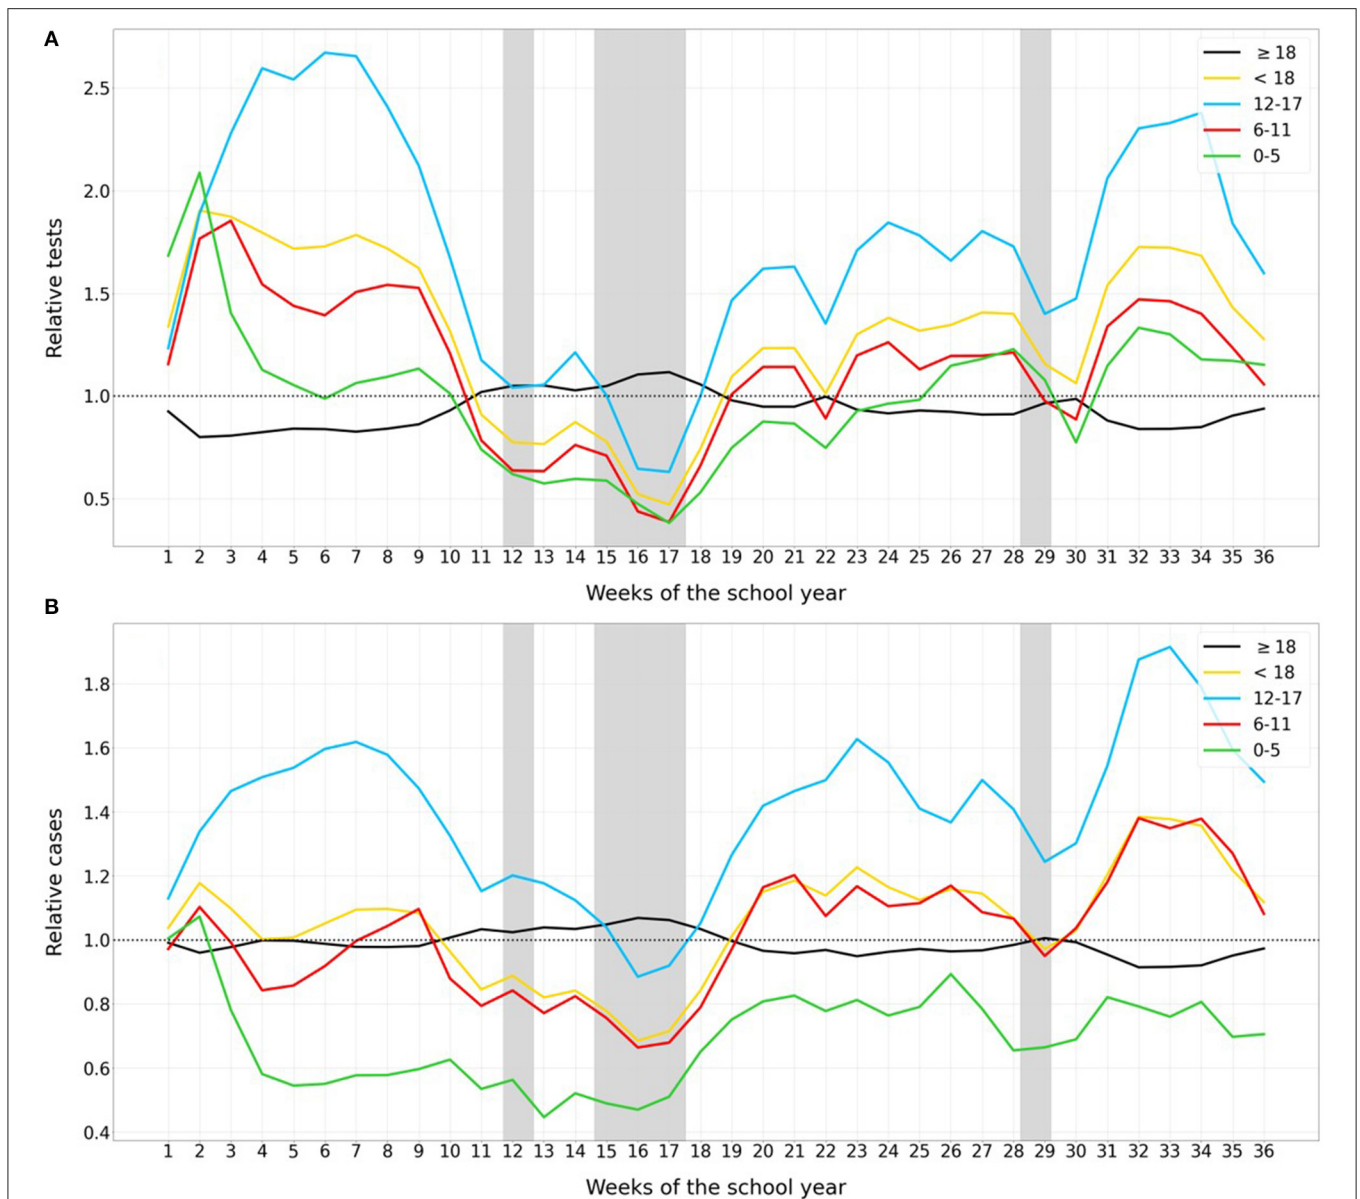 A
≥ 18
< 18
12-17
6-11
0-5
2.5
2.0
1.5
1.0
0.5
Relative tests
1 2 3 4 5 6 7 8 9 10 11 12 13 14 15 16 17 18 19 20 21 22 23 24 25 26 27 28 29 30 31 32 33 34 35 36
Weeks of the school year
B
≥ 18
< 18
12-17
6-11
0-5
1.8
1.6
1.4
1.2
1.0
0.8
0.6
0.4
Relative cases
1 2 3 4 5 6 7 8 9 10 11 12 13 14 15 16 17 18 19 20 21 22 23 24 25 26 27 28 29 30 31 32 33 34 35 36
Weeks of the school year